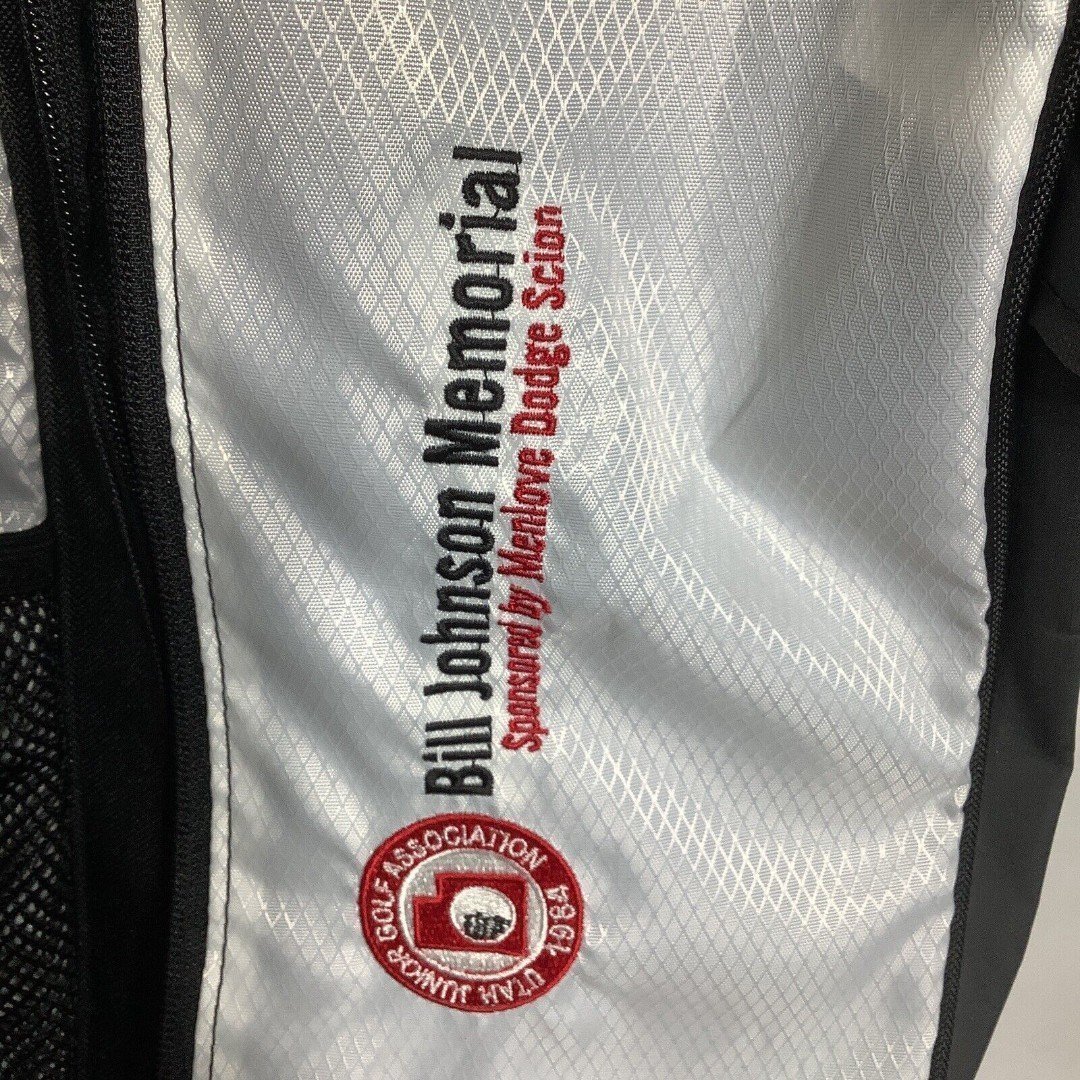 Bill Johnson Memorial
Sponsored by Menlove Dodge Scion
UTAH JUNIOR GOLF ASSOCIATION
1984